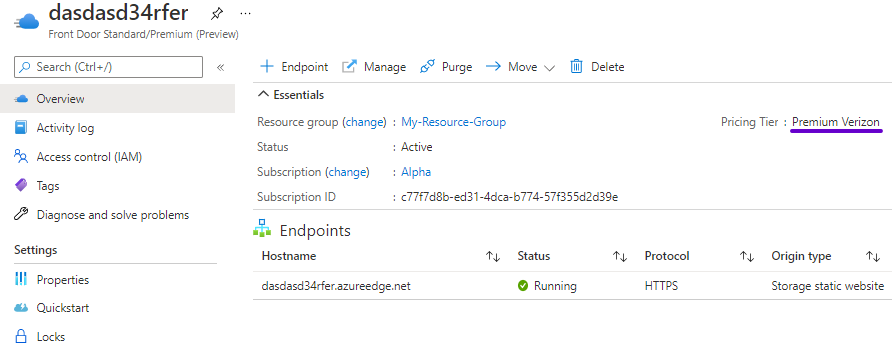 dasdasd34rfer
Front Door Standard/Premium (Preview)
Search (Ctrl+/)
Overview
Activity log
Access control (IAM)
Tags
Diagnose and solve problems
Settings
Properties
Quickstart
Locks
Endpoint Manage Purge Move Delete
Essentials
Resource group (change) : My-Resource-Group Pricing Tier : Premium Verizon
Status : Active
Subscription (change) : Alpha
Subscription ID : c77f7d8b-ed31-4dca-b774-57f355d2d39e
Endpoints
Hostname Status Protocol Origin type
dasdasd34rfer.azureedge.net Running HTTPS Storage static website